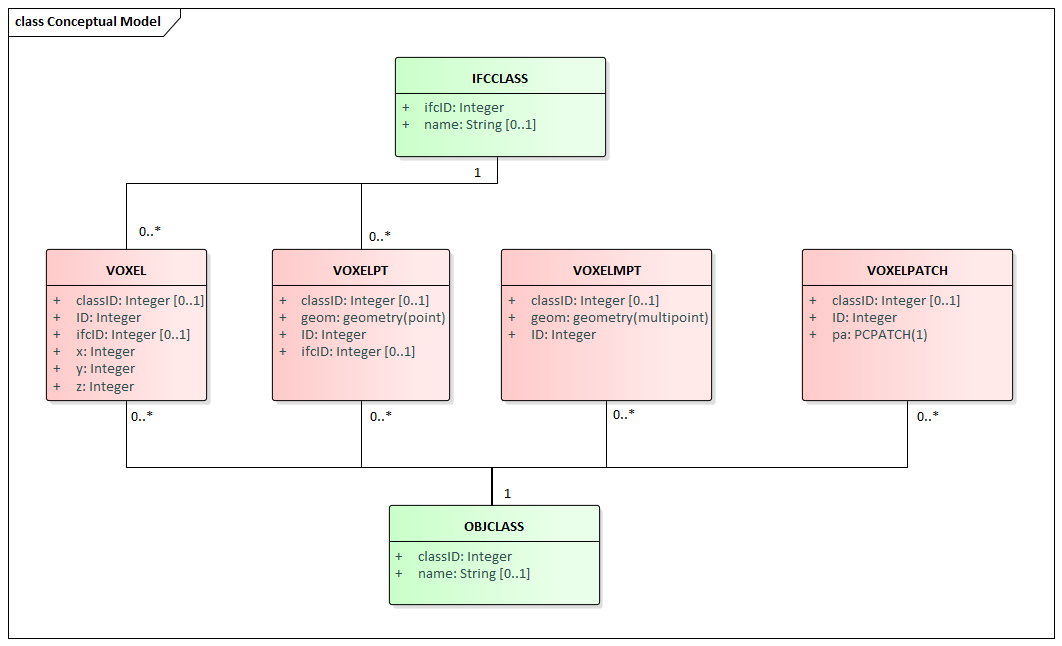 class Conceptual Model
IFCCLASS
+ ifcID: Integer
+ name: String [0..1]
1
0..*
0..*
VOXEL
+ classID: Integer [0..1]
+ ID: Integer
+ ifcID: Integer [0..1]
+ x: Integer
+ y: Integer
+ z: Integer
VOXELPT
+ classID: Integer [0..1]
+ geom: geometry(point)
+ ID: Integer
+ ifcID: Integer [0..1]
VOXELMPT
+ classID: Integer [0..1]
+ geom: geometry(multipoint)
+ ID: Integer
VOXELPATCH
+ classID: Integer [0..1]
+ ID: Integer
+ pa: PCPATCH(1)
0..*
0..*
0..*
0..*
1
OBJCLASS
+ classID: Integer
+ name: String [0..1]